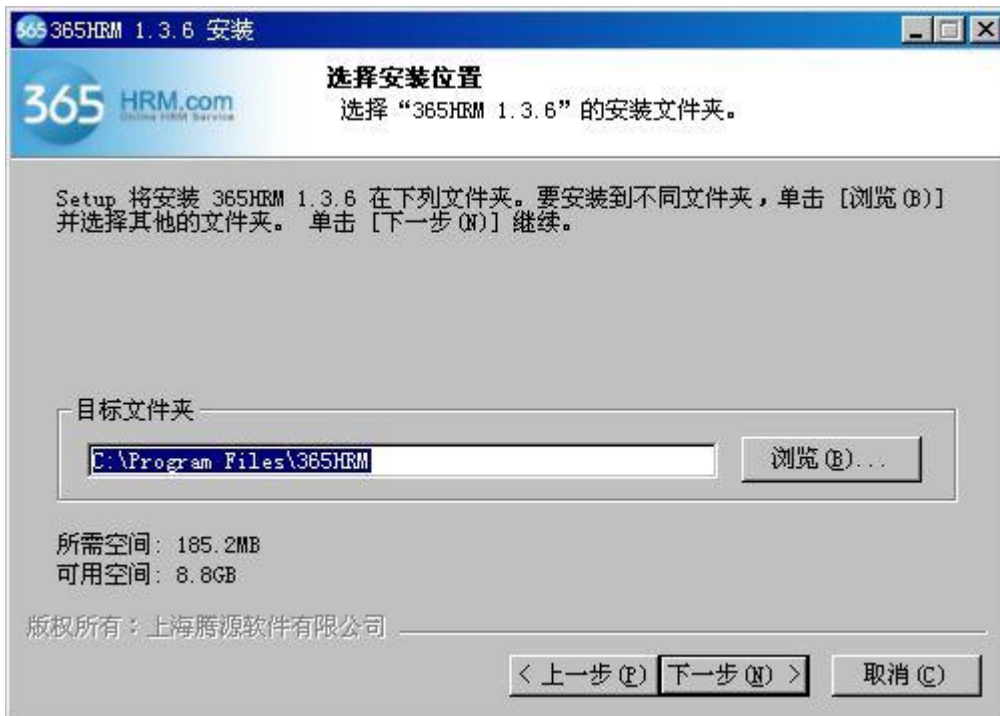 365 365HRM 1.3.6 安装
365 HRM.com
Online HRM Service
选择安装位置
选择“365HRM 1.3.6”的安装文件夹。
Setup 将安装 365HRM 1.3.6 在下列文件夹。要安装到不同文件夹，单击 [浏览(B)]
并选择其他的文件夹。 单击 [下一步(N)] 继续。
目标文件夹
C:\Program Files\365HRM
浏览(B)...
所需空间: 185.2MB
可用空间: 8.8GB
版权所有：上海腾源软件有限公司
< 上一步(P) 下一步(N) > 取消(C)